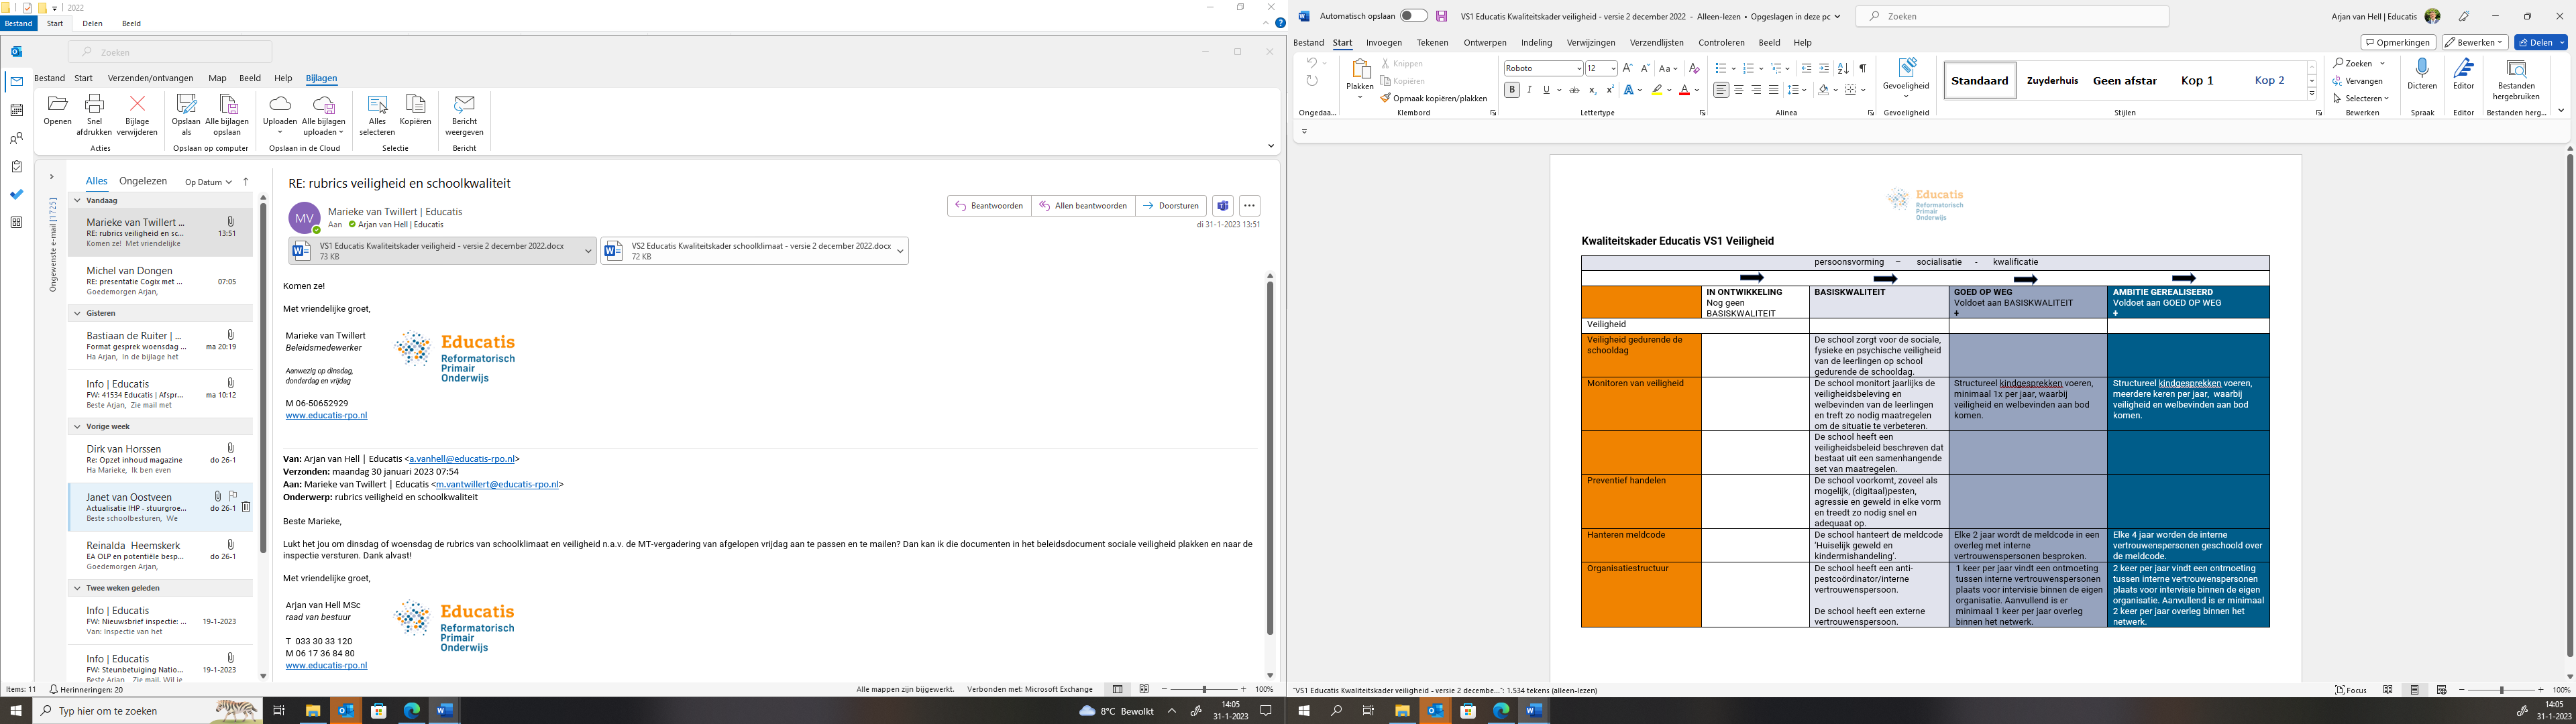 2022
Bestand Start Delen Beeld
Zoeken
Bestand Start Verzenden/ontvangen Map Beeld Help Bijlagen
Openen Snel afdrukken Bijlage verwijderen Opslaan als Alle bijlagen opslaan Uploaden Alle bijlagen uploaden Alles selecteren Kopiëren Bericht weergeven
Acties Opslaan op computer Opslaan in de Cloud Selectie Bericht
Ongewenste e-mail [1725]
Alles Ongelezen Op Datum
Vandaag
Marieke van Twillert ...
RE: rubrics veiligheid en sc... 13:51
Komen ze! Met vriendelijke
Michel van Dongen
RE: presentatie Cogix met ... 07:05
Goedemorgen Arjan,
Gisteren
Bastiaan de Ruiter | ...
Format gesprek woensdag ... ma 20:19
Ha Arjan, In de bijlage het
Info | Educatis
FW: 41534 Educatis | Afspr... ma 10:12
Beste Arjan, Zie mail met
Vorige week
Dirk van Horssen
Re: Opzet inhoud magazine do 26-1
Ha Marieke, Ik ben even
Janet van Oostveen
Actualisatie IHP - stuurgroe... do 26-1
Beste schoolbesturen, We
Reinalda Heemskerk
EA OLP en potentiële besp... do 26-1
Goedemorgen Arjan,
Twee weken geleden
Info | Educatis
FW: Nieuwsbrief inspectie: ... 19-1-2023
Van: Inspectie van het
Info | Educatis
FW: Steunbetuiging Natio... 19-1-2023
Beste Arjan, Zie mail. Wil je
RE: rubrics veiligheid en schoolkwaliteit
MV
Marieke van Twillert | Educatis
Aan Arjan van Hell | Educatis
Beantwoorden Allen beantwoorden Doorsturen
di 31-1-2023 13:51
VS1 Educatis Kwaliteitskader veiligheid - versie 2 december 2022.docx
73 KB
VS2 Educatis Kwaliteitskader schoolklimaat - versie 2 december 2022.docx
72 KB
Komen ze!
Met vriendelijke groet,
Marieke van Twillert
Beleidsmedewerker
Aanwezig op dinsdag,
donderdag en vrijdag
M 06-50652929
www.educatis-rpo.nl
Educatis
Reformatorisch
Primair
Onderwijs
Van: Arjan van Hell | Educatis <a.vanhell@educatis-rpo.nl>
Verzonden: maandag 30 januari 2023 07:54
Aan: Marieke van Twillert | Educatis <m.vantwillert@educatis-rpo.nl>
Onderwerp: rubrics veiligheid en schoolkwaliteit
Beste Marieke,
Lukt het jou om dinsdag of woensdag de rubrics van schoolklimaat en veiligheid n.a.v. de MT-vergadering van afgelopen vrijdag aan te passen en te mailen? Dan kan ik die documenten in het beleidsdocument sociale veiligheid plakken en naar de
inspectie versturen. Dank alvast!
Met vriendelijke groet,
Arjan van Hell MSc
raad van bestuur
T 033 30 33 120
M 06 17 36 84 80
www.educatis-rpo.nl
Educatis
Reformatorisch
Primair
Onderwijs
Items: 11 Herinneringen: 20 Alle mappen zijn bijgewerkt. Verbonden met: Microsoft Exchange 100%
Typ hier om te zoeken 8°C Bewolkt 14:05
31-1-2023
Automatisch opslaan VS1 Educatis Kwaliteitskader veiligheid - versie 2 december 2022 - Alleen-lezen • Opgeslagen in deze pc Zoeken Arjan van Hell | Educatis
Bestand Start Invoegen Tekenen Ontwerpen Indeling Verwijzingen Verzendlijsten Controleren Beeld Help Opmerkingen Bewerken Delen
Plakken Knippen Kopiëren Opmaak kopiëren/plakken
Roboto 12
Gevoeligheid
Standaard Zuyderhuis Geen afstar Kop 1 Kop 2
Zoeken Vervangen Selecteren
Dicteren Editor Bestanden hergebruiken
Ongedaa... Klembord Lettertype Alinea Gevoeligheid Stijlen Bewerken Spraak Editor Bestanden herg...
Educatis
Reformatorisch
Primair
Onderwijs
Kwaliteitskader Educatis VS1 Veiligheid
persoonsvorming – socialisatie - kwalificatie
IN ONTWIKKELING
Nog geen
BASISKWALITEIT
BASISKWALITEIT
GOED OP WEG
Voldoet aan BASISKWALITEIT
+
AMBITIE GEREALISEERD
Voldoet aan GOED OP WEG
+
Veiligheid
Veiligheid gedurende de
schooldag
De school zorgt voor de sociale,
fysieke en psychische veiligheid
van de leerlingen op school
gedurende de schooldag.
Monitoren van veiligheid
De school monitort jaarlijks de
veiligheidsbeleving en
welbevinden van de leerlingen
en treft zo nodig maatregelen
om de situatie te verbeteren.
Structureel kindgesprekken voeren,
minimaal 1x per jaar, waarbij
veiligheid en welbevinden aan bod
komen.
Structureel kindgesprekken voeren,
meerdere keren per jaar, waarbij
veiligheid en welbevinden aan bod
komen.
De school heeft een
veiligheidsbeleid beschreven dat
bestaat uit een samenhangende
set van maatregelen.
Preventief handelen
De school voorkomt, zoveel als
mogelijk, (digitaal)pesten,
agressie en geweld in elke vorm
en treedt zo nodig snel en
adequaat op.
Hanteren meldcode
De school hanteert de meldcode
‘Huiselijk geweld en
kindermishandeling’.
Elke 2 jaar wordt de meldcode in een
overleg met interne
vertrouwenspersonen besproken.
Elke 4 jaar worden de interne
vertrouwenspersonen geschoold over
de meldcode.
Organisatiestructuur
De school heeft een anti-
pestcoördinator/interne
vertrouwenspersoon.
De school heeft een externe
vertrouwenspersoon.
1 keer per jaar vindt een ontmoeting
tussen interne vertrouwenspersonen
plaats voor intervisie binnen de eigen
organisatie. Aanvullend is er
minimaal 1 keer per jaar overleg
binnen het netwerk.
2 keer per jaar vindt een ontmoeting
tussen interne vertrouwenspersonen
plaats voor intervisie binnen de eigen
organisatie. Aanvullend is er minimaal
2 keer per jaar overleg binnen het
netwerk.
"VS1 Educatis Kwaliteitskader veiligheid - versie 2 decembe...": 1.534 tekens (alleen-lezen) Focus 100%
14:05
31-1-2023